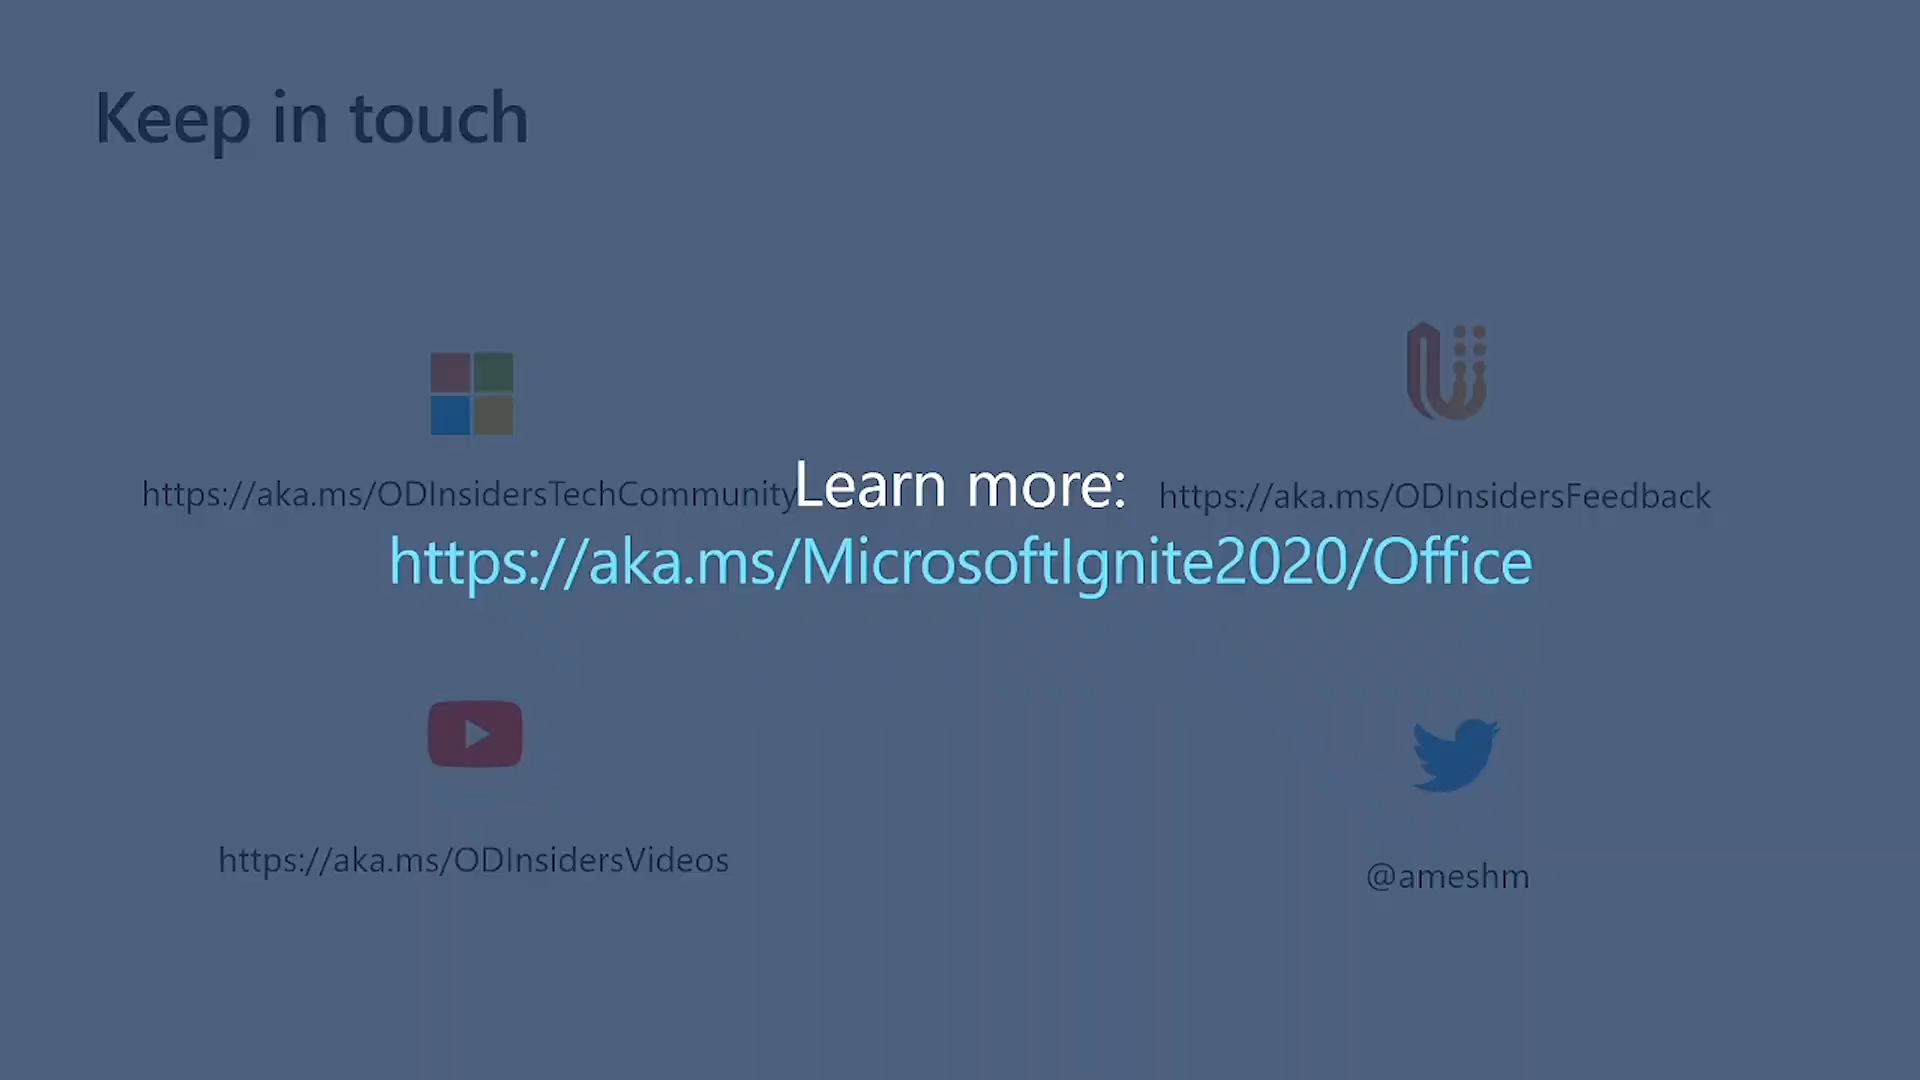 Keep in touch
https://aka.ms/ODInsidersTechCommunity
Learn more:
https://aka.ms/ODInsidersFeedback
https://aka.ms/MicrosoftIgnite2020/Office
https://aka.ms/ODInsidersVideos
@ameshm